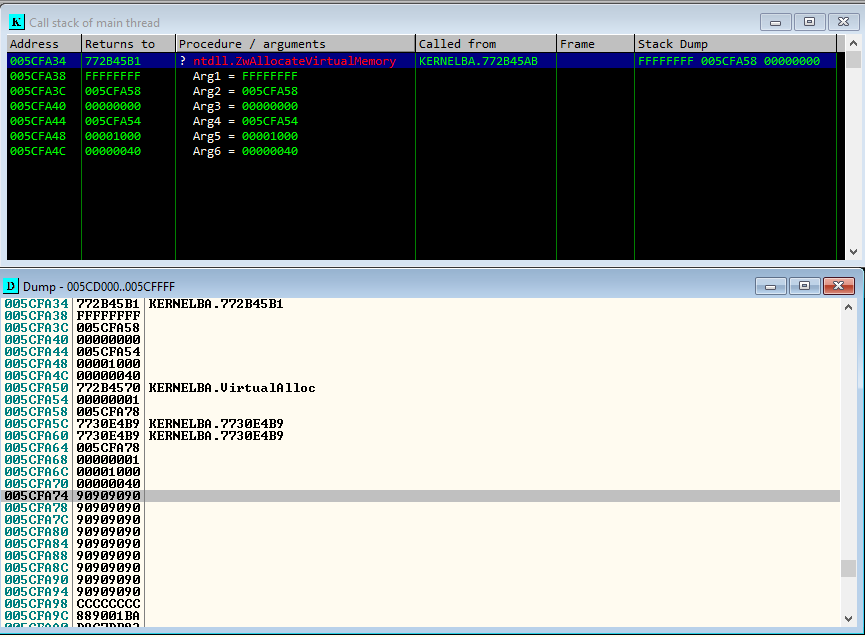 K Call stack of main thread
Address Returns to Procedure / arguments Called from Frame Stack Dump
005CFA34 772B45B1 ? ntdll.ZwAllocateVirtualMemory KERNELBA.772B45AB FFFFFFFF 005CFA58 00000000
005CFA38 FFFFFFFF Arg1 = FFFFFFFF
005CFA3C 005CFA58 Arg2 = 005CFA58
005CFA40 00000000 Arg3 = 00000000
005CFA44 005CFA54 Arg4 = 005CFA54
005CFA48 00001000 Arg5 = 00001000
005CFA4C 00000040 Arg6 = 00000040
D Dump - 005CD000..005CFFFF
005CFA34 772B45B1 KERNELBA.772B45B1
005CFA38 FFFFFFFF
005CFA3C 005CFA58
005CFA40 00000000
005CFA44 005CFA54
005CFA48 00001000
005CFA4C 00000040
005CFA50 772B4570 KERNELBA.VirtualAlloc
005CFA54 00000001
005CFA58 005CFA78
005CFA5C 7730E4B9 KERNELBA.7730E4B9
005CFA60 7730E4B9 KERNELBA.7730E4B9
005CFA64 005CFA78
005CFA68 00000001
005CFA6C 00001000
005CFA70 00000040
005CFA74 90909090
005CFA78 90909090
005CFA7C 90909090
005CFA80 90909090
005CFA84 90909090
005CFA88 90909090
005CFA8C 90909090
005CFA90 90909090
005CFA94 90909090
005CFA98 CCCCCCCC
005CFA9C 889001BA